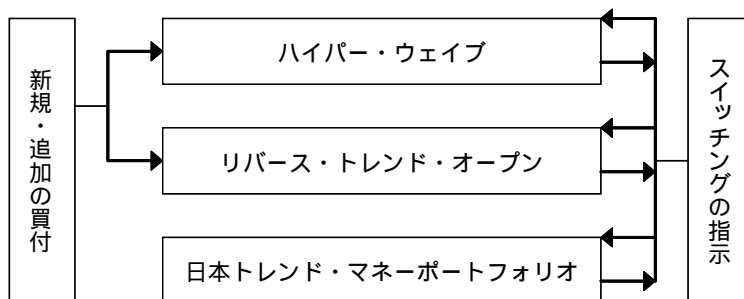 新規・追加の買付
ハイパー・ウェイブ
リバース・トレンド・オープン
日本トレンド・マネーポートフォリオ
スイッチングの指示